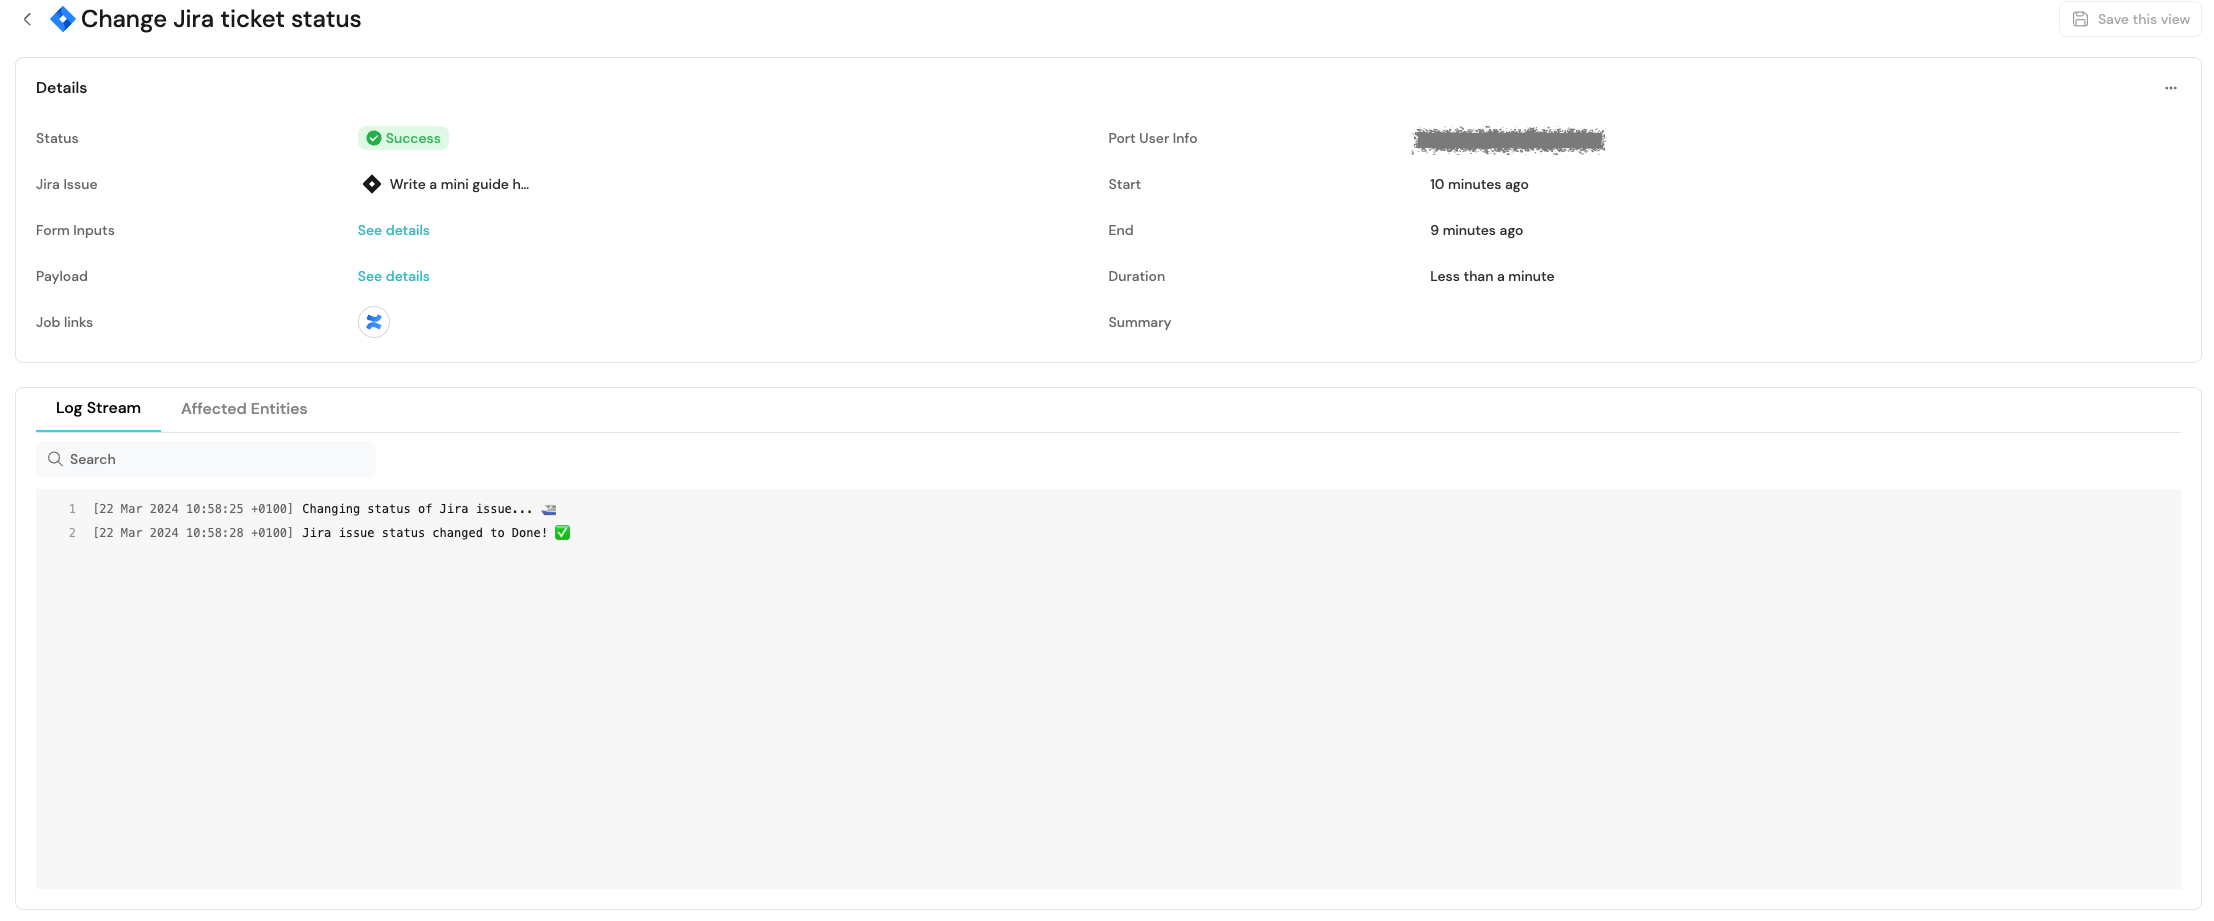 Change Jira ticket status
Save this view
Details
Status
Success
Port User Info
Jira Issue
Write a mini guide h...
Start
10 minutes ago
Form Inputs
See details
End
9 minutes ago
Payload
See details
Duration
Less than a minute
Job links
Summary
Log Stream
Affected Entities
Search
1 [22 Mar 2024 10:58:25 +0100] Changing status of Jira issue... 🚢
2 [22 Mar 2024 10:58:28 +0100] Jira issue status changed to Done! ✅